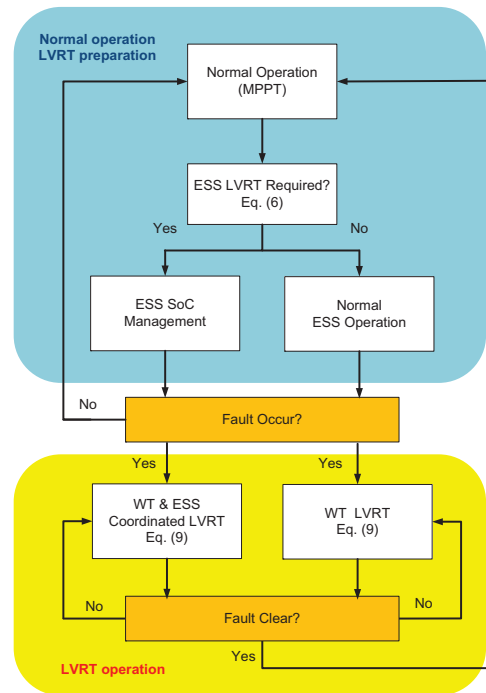 Normal operation
LVRT preparation
Normal Operation
(MPPT)
ESS LVRT Required?
Eq. (6)
Yes
No
ESS SoC
Management
Normal
ESS Operation
No
Fault Occur?
Yes
Yes
WT & ESS
Coordinated LVRT
Eq. (9)
WT LVRT
Eq. (9)
No
Fault Clear?
No
Yes
LVRT operation